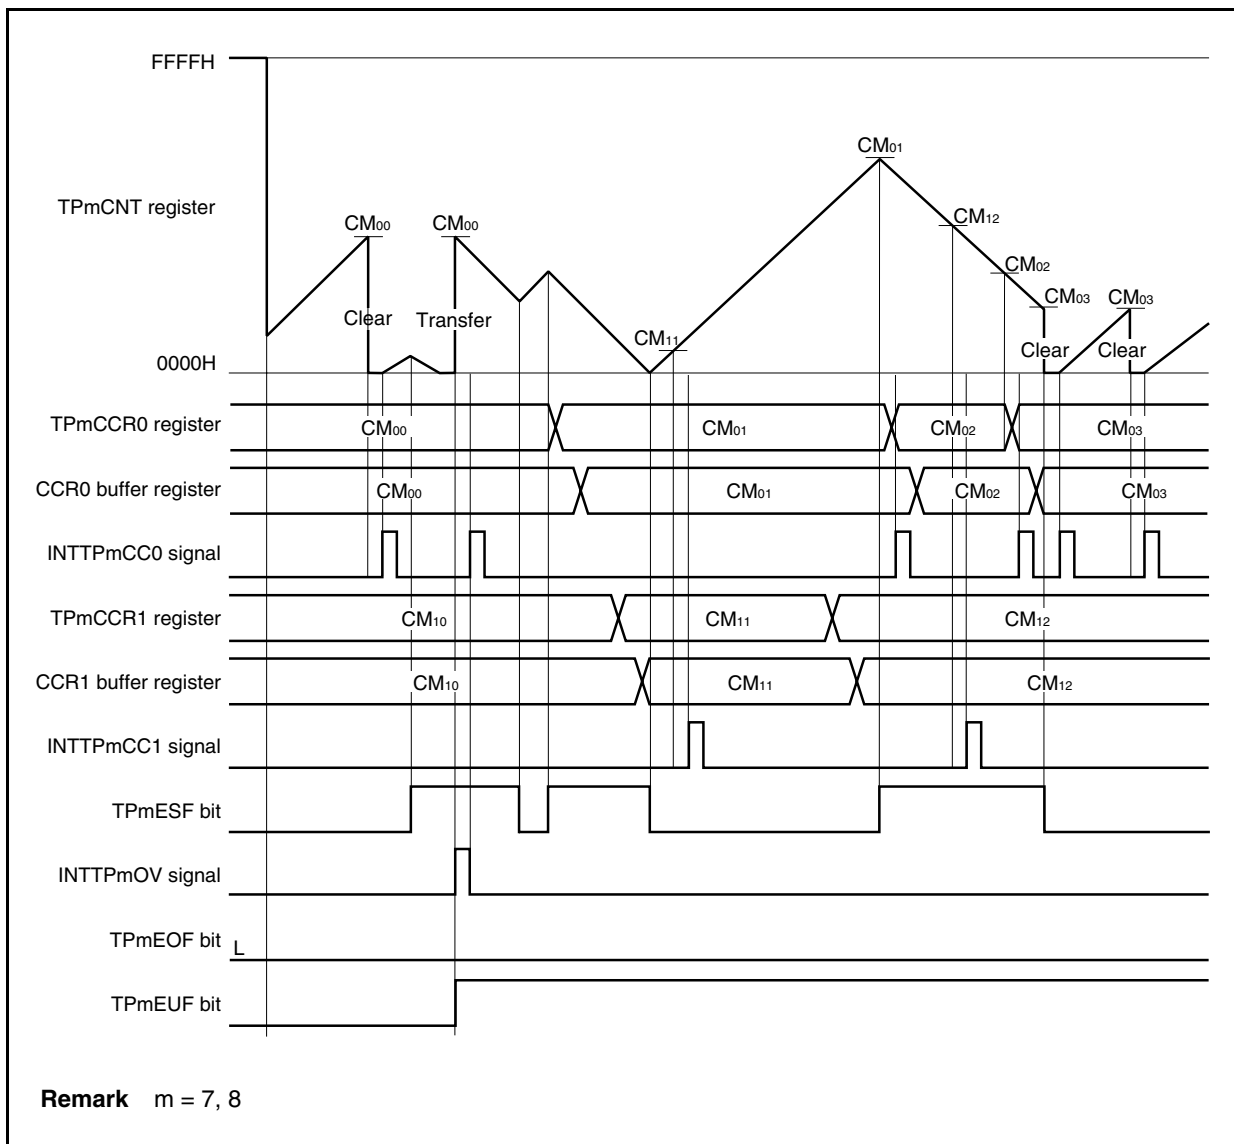 FFFFH
CM01
TPmCNT register
CM00
CM00
CM12
CM02
CM03
CM03
Clear
Transfer
CM11
Clear
Clear
0000H
TPmCCR0 register
CM00
CM01
CM02
CM03
CCR0 buffer register
CM00
CM01
CM02
CM03
INTTPmCC0 signal
TPmCCR1 register
CM10
CM11
CM12
CCR1 buffer register
CM10
CM11
CM12
INTTPmCC1 signal
TPmESF bit
INTTPmOV signal
TPmEOF bit
L
TPmEUF bit
Remark m = 7, 8